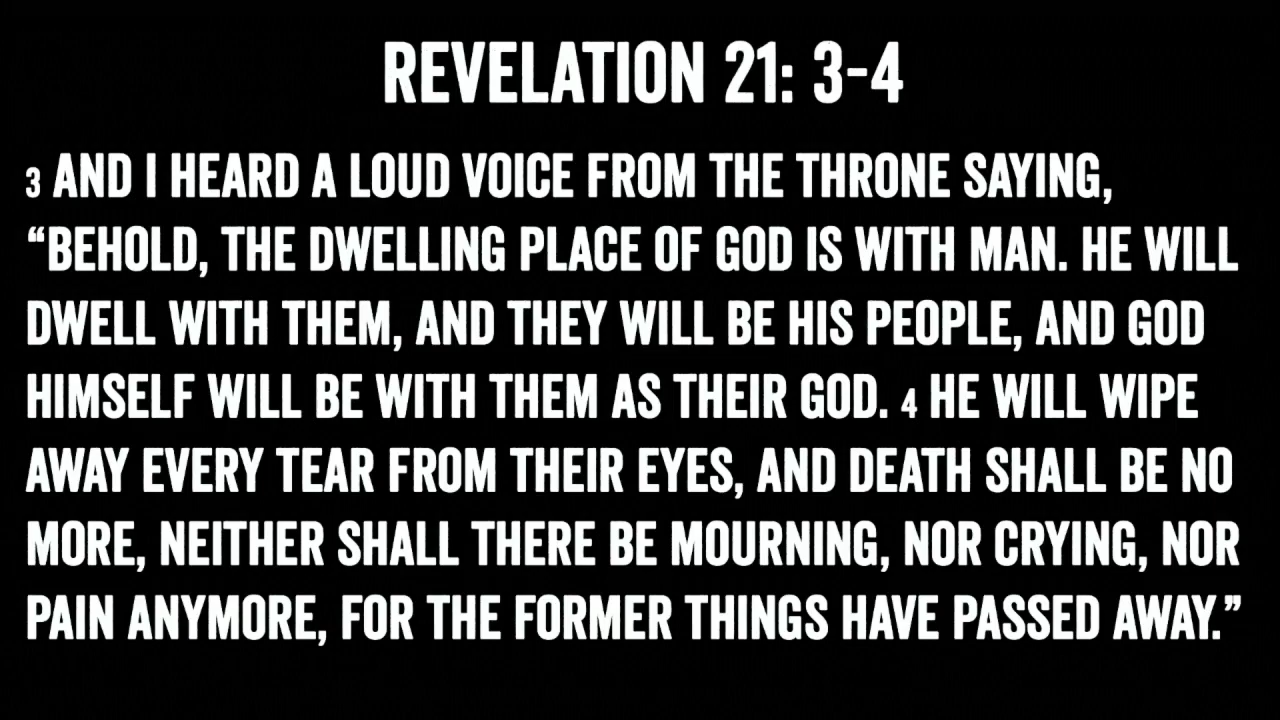 REVELATION 21: 3-4
3 AND I HEARD A LOUD VOICE FROM THE THRONE SAYING,
“BEHOLD, THE DWELLING PLACE OF GOD IS WITH MAN. HE WILL
DWELL WITH THEM, AND THEY WILL BE HIS PEOPLE, AND GOD
HIMSELF WILL BE WITH THEM AS THEIR GOD. 4 HE WILL WIPE
AWAY EVERY TEAR FROM THEIR EYES, AND DEATH SHALL BE NO
MORE, NEITHER SHALL THERE BE MOURNING, NOR CRYING, NOR
PAIN ANYMORE, FOR THE FORMER THINGS HAVE PASSED AWAY.”